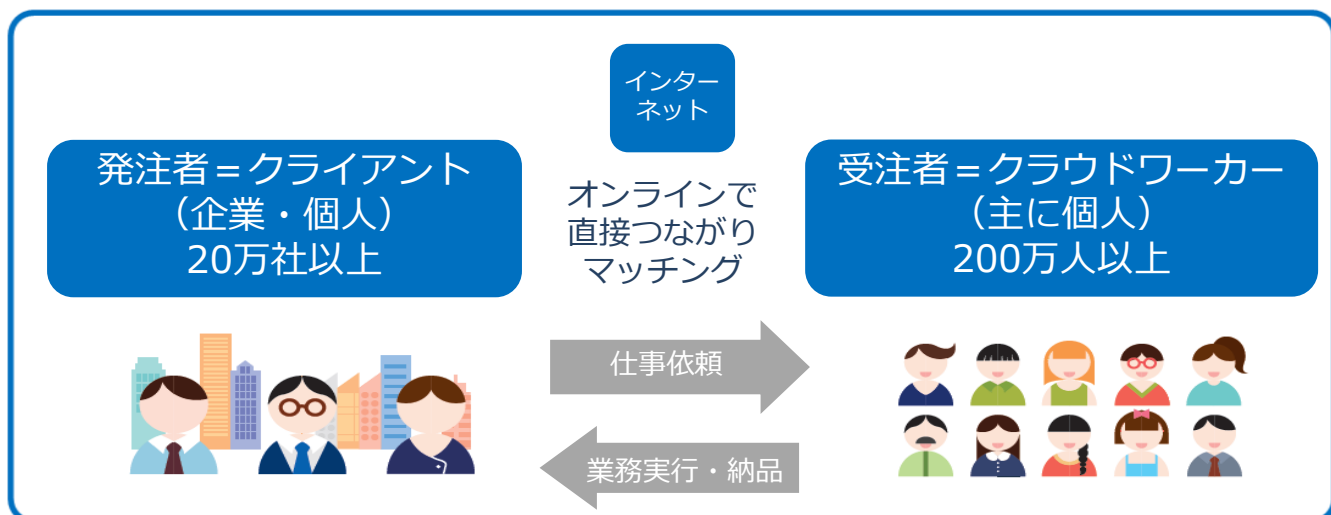 インター
ネット
発注者＝クライアント
（企業・個人）
20万社以上
オンラインで
直接つながり
マッチング
受注者＝クラウドワーカー
（主に個人）
200万人以上
仕事依頼
業務実行・納品